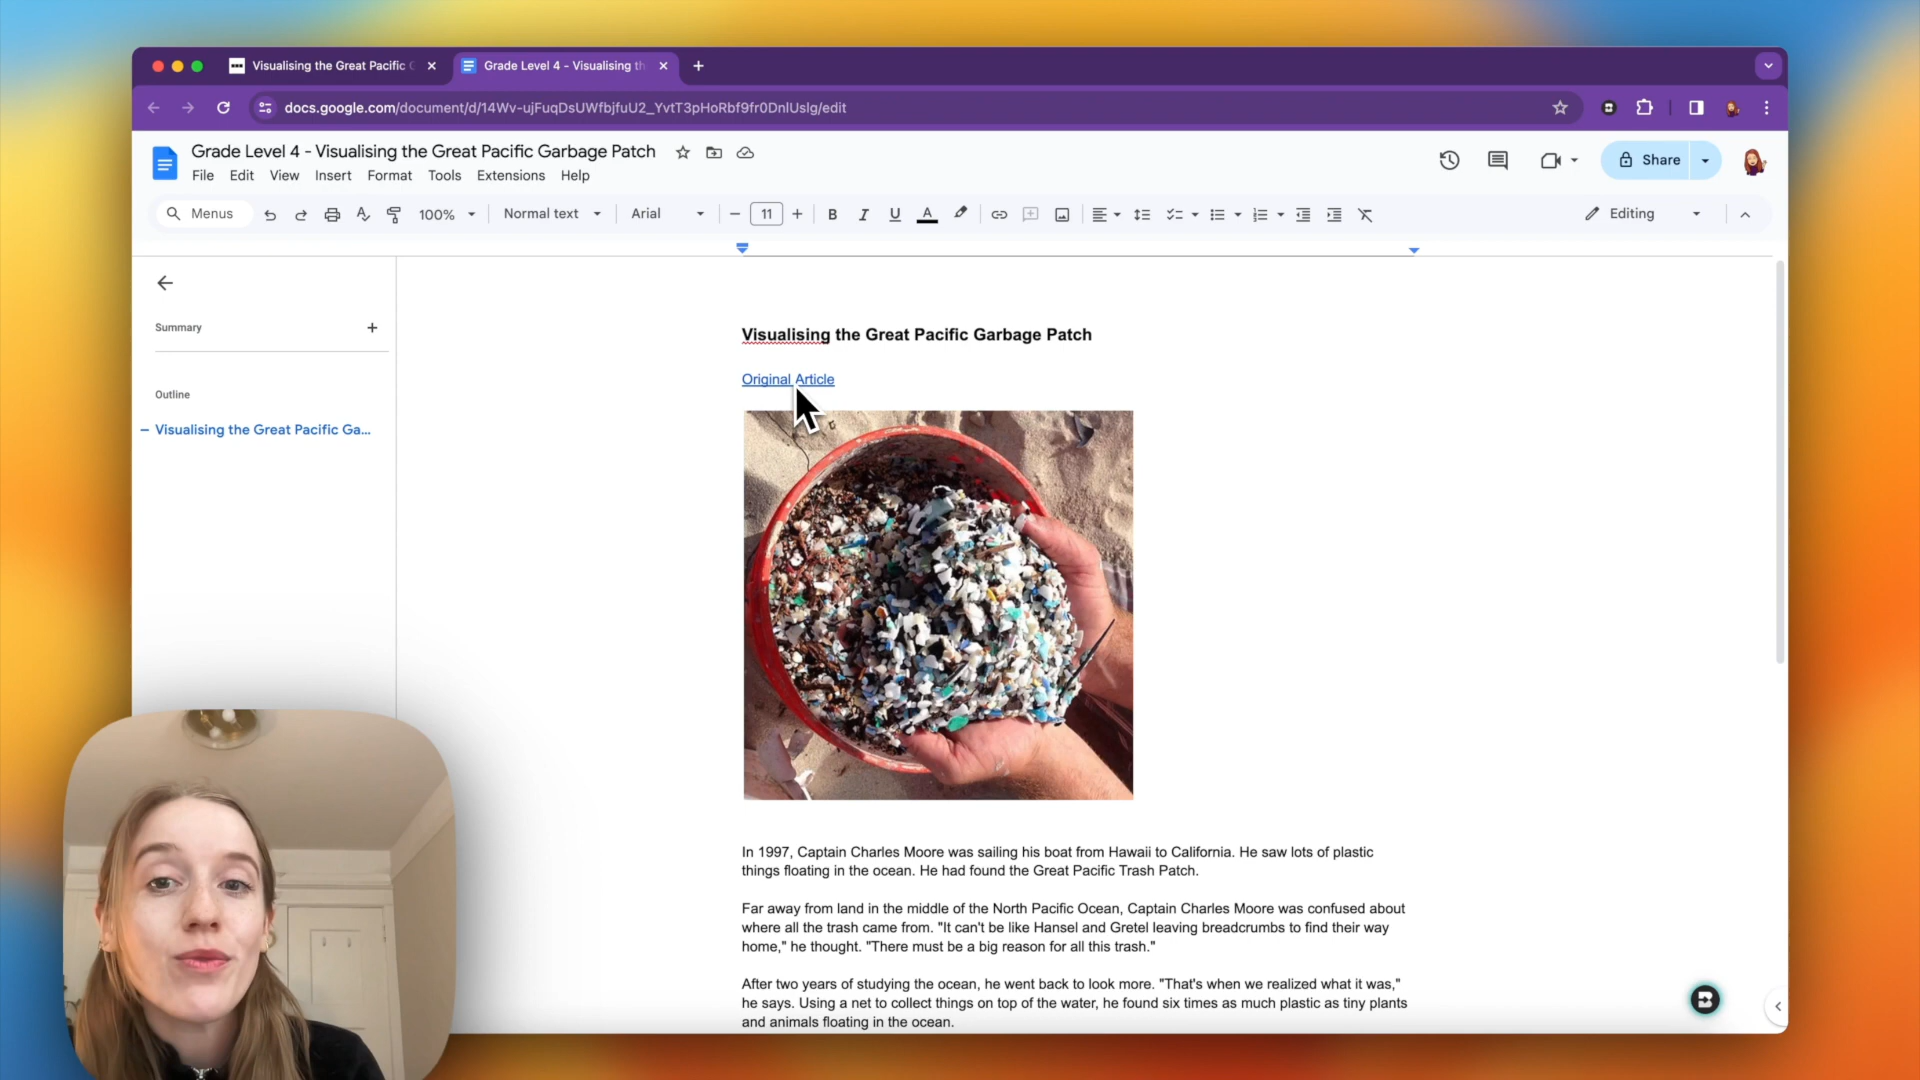 Visualising the Great Pacific G
Grade Level 4 - Visualising th
docs.google.com/document/d/14Wv-ujFuqDsUWfbjfuU2_YvtT3pHoRbf9fr0DnlUslg/edit
Grade Level 4 - Visualising the Great Pacific Garbage Patch
File Edit View Insert Format Tools Extensions Help
Share
Menus
100%
Normal text
Arial
11
Editing
Summary
Outline
Visualising the Great Pacific Ga...
Visualising the Great Pacific Garbage Patch
Original Article
In 1997, Captain Charles Moore was sailing his boat from Hawaii to California. He saw lots of plastic
things floating in the ocean. He had found the Great Pacific Trash Patch.
Far away from land in the middle of the North Pacific Ocean, Captain Charles Moore was confused about
where all the trash came from. "It can't be like Hansel and Gretel leaving breadcrumbs to find their way
home," he thought. "There must be a big reason for all this trash."
After two years of studying the ocean, he went back to look more. "That's when we realized what it was,"
he says. Using a net to collect things on top of the water, he found six times as much plastic as tiny plants
and animals floating in the ocean.